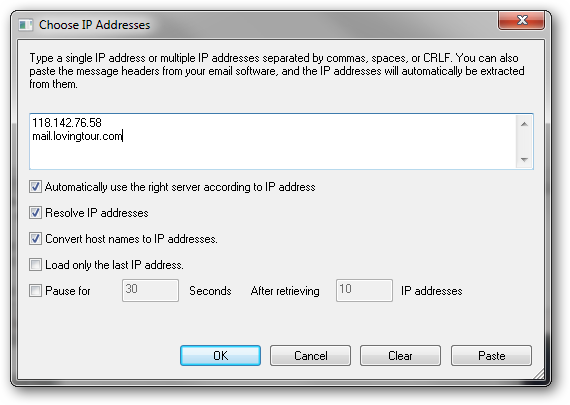 Choose IP Addresses
Type a single IP address or multiple IP addresses separated by commas, spaces, or CRLF. You can also
paste the message headers from your email software, and the IP addresses will automatically be extracted
from them.
118.142.76.58
mail.lovingtour.com
Automatically use the right server according to IP address
Resolve IP addresses
Convert host names to IP addresses.
Load only the last IP address.
Pause for 30 Seconds After retrieving 10 IP addresses
OK Cancel Clear Paste